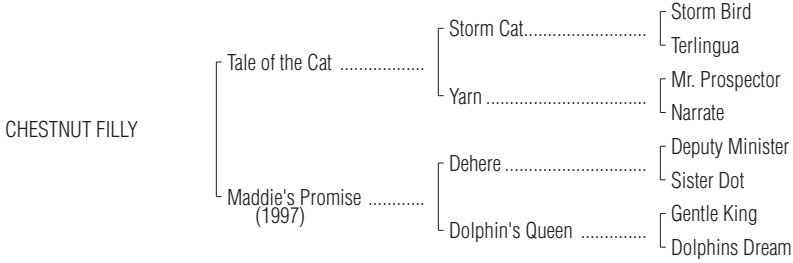 Storm Bird
Storm Cat..........................
Terlingua
Tale of the Cat ..................
Mr. Prospector
Yarn ..................................
Narrate
CHESTNUT FILLY
Deputy Minister
Dehere ..............................
Sister Dot
Maddie's Promise ............
(1997)
Gentle King
Dolphin's Queen ..............
Dolphins Dream